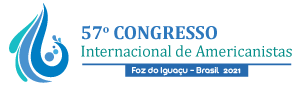 57º CONGRESSO
Internacional de Americanistas
Foz do Iguaçu - Brasil 2021